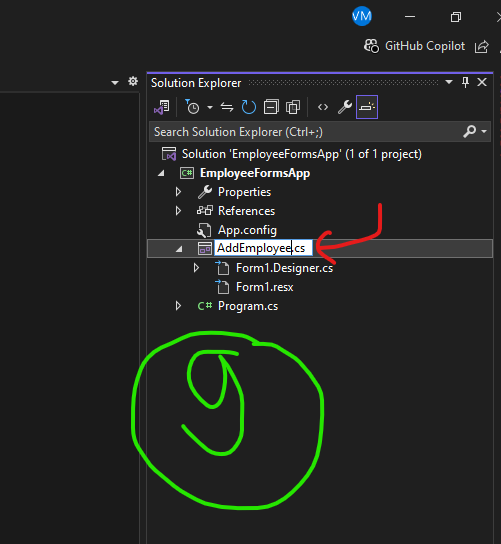 VM
GitHub Copilot
Solution Explorer
Search Solution Explorer (Ctrl+;)
Solution 'EmployeeFormsApp' (1 of 1 project)
C# EmployeeFormsApp
Properties
References
App.config
AddEmployee.cs
Form1.Designer.cs
Form1.resx
C# Program.cs
9